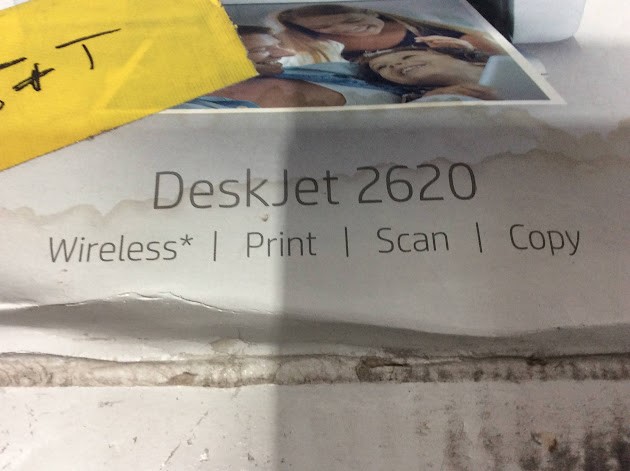 DeskJet 2620
Wireless* | Print | Scan | Copy